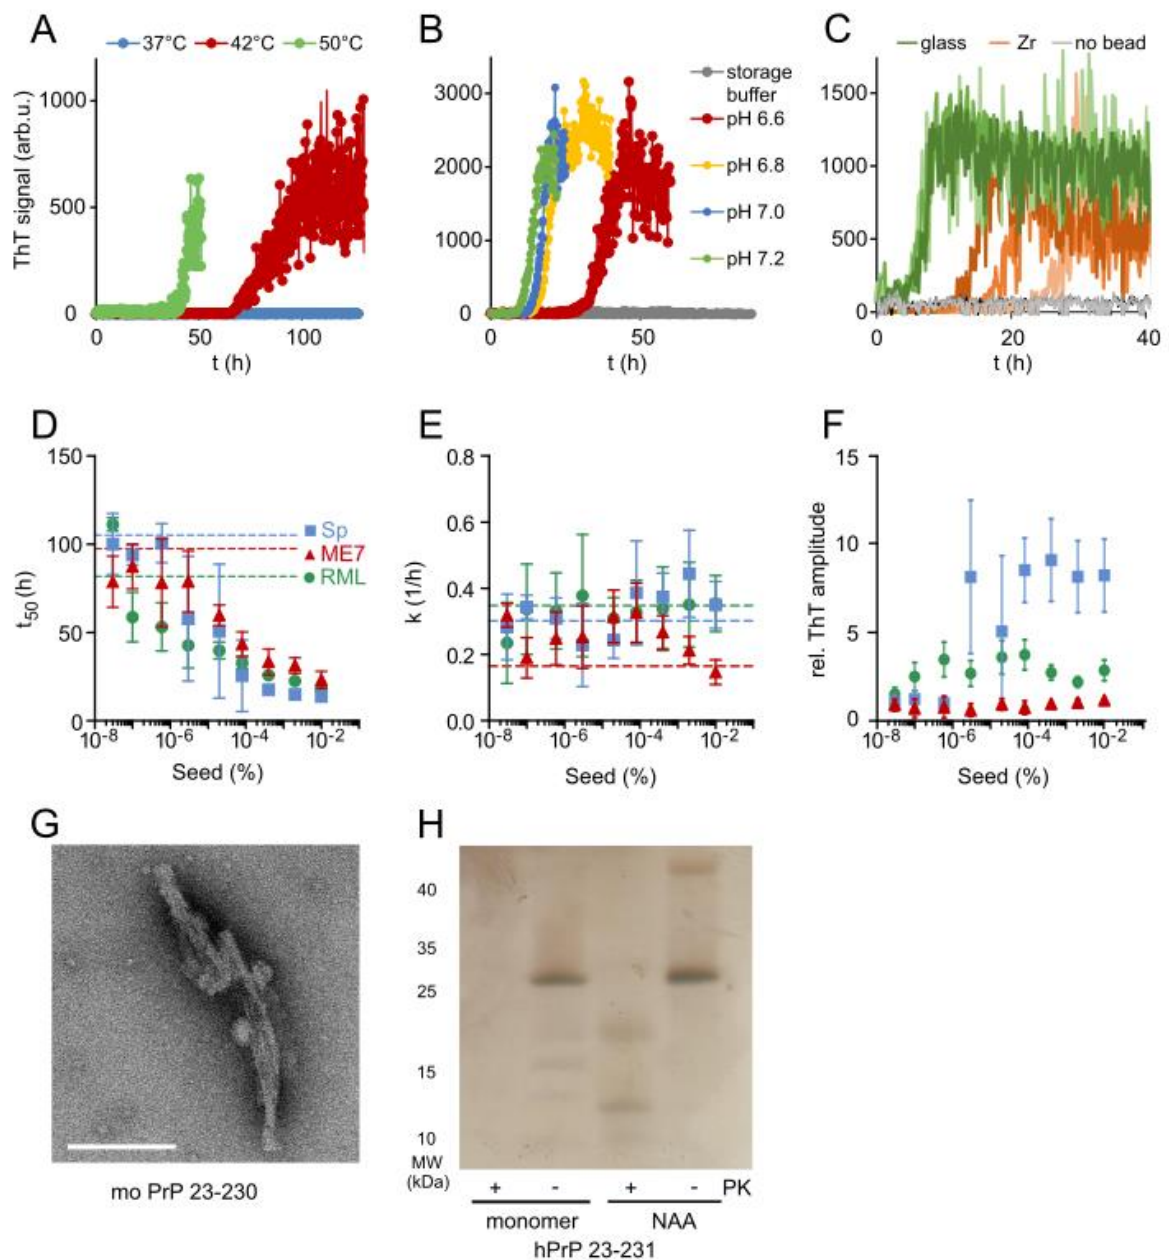 A
37°C 42°C 50°C
ThT signal (arb.u.)
1000
500
0
0 50 100
t (h)
B
3000
2000
1000
0
0 50
t (h)
storage
buffer
pH 6.6
pH 6.8
pH 7.0
pH 7.2
C
glass Zr no bead
1500
1000
500
0
0 20 40
t (h)
D
t50 (h)
150
100
50
0
Sp
ME7
RML
10-8 10-6 10-4 10-2
Seed (%)
E
k (1/h)
0.8
0.6
0.4
0.2
0.0
10-8 10-6 10-4 10-2
Seed (%)
F
rel. ThT amplitude
15
10
5
0
10-8 10-6 10-4 10-2
Seed (%)
G
mo PrP 23-230
H
40
35
25
15
10
MW
(kDa)
+ - + - PK
monomer NAA
hPrP 23-231